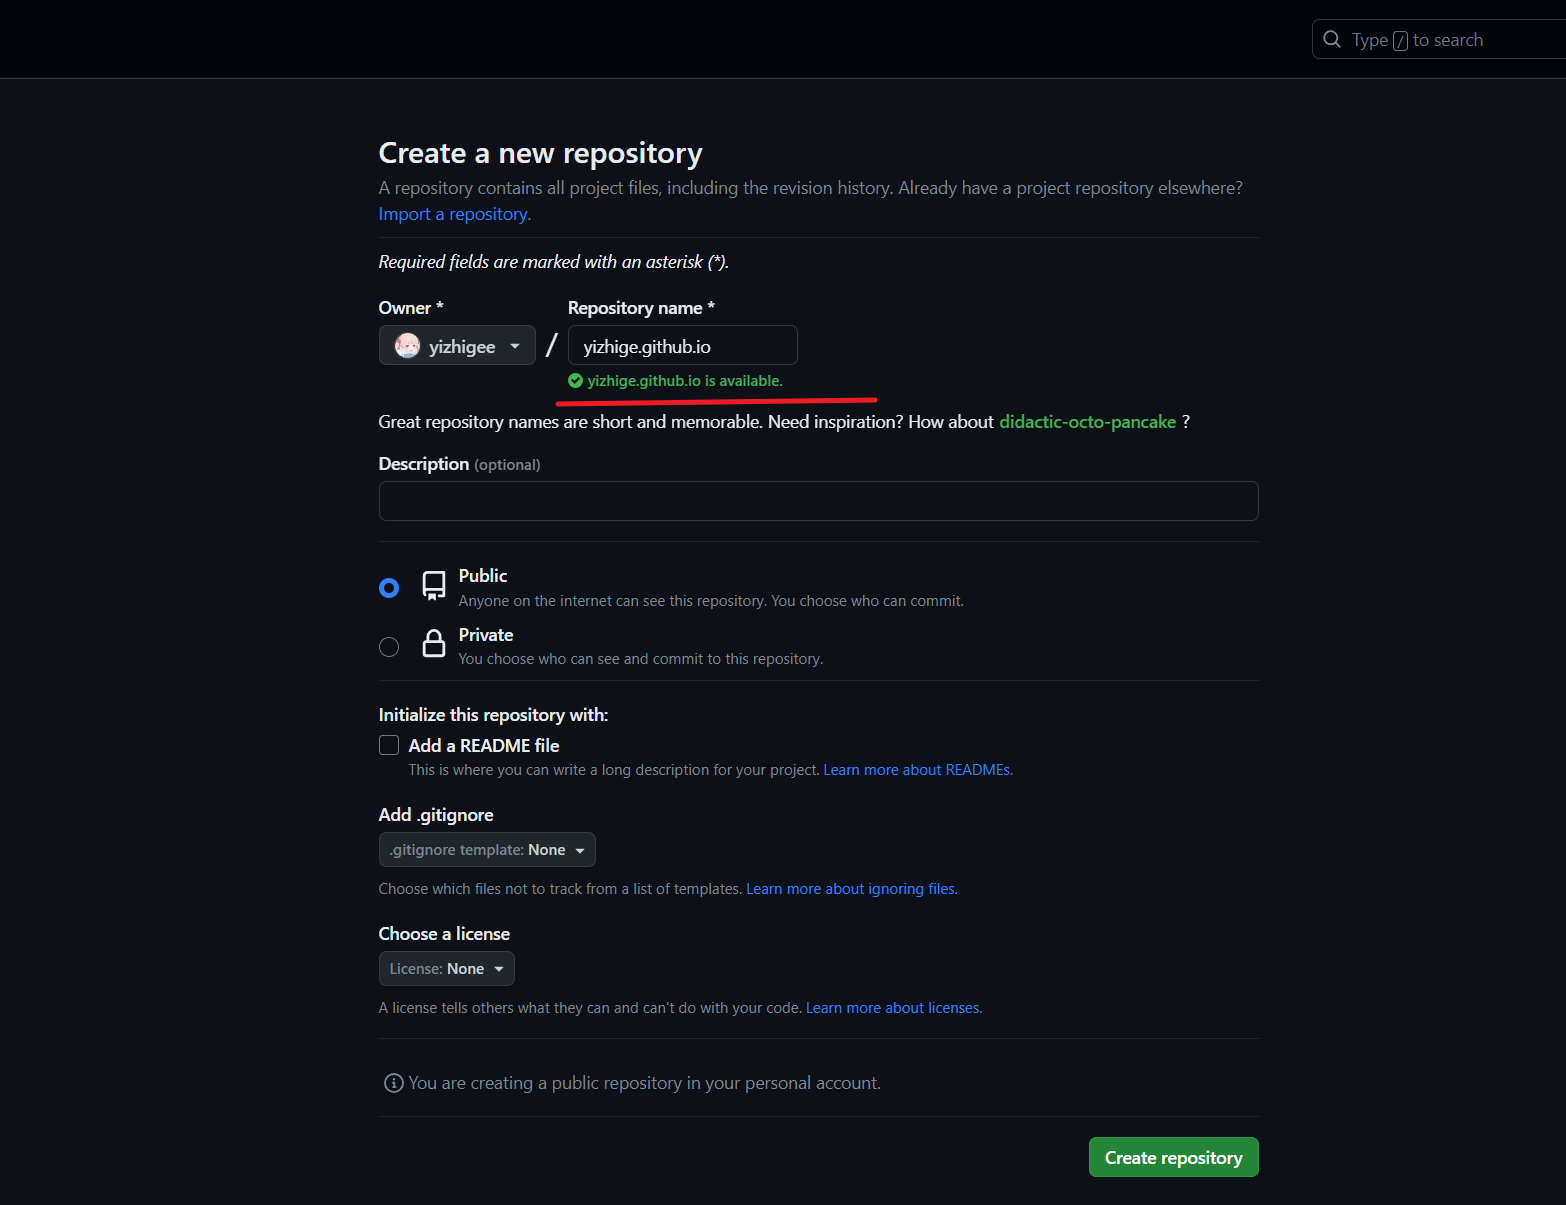 Type / to search
Create a new repository
A repository contains all project files, including the revision history. Already have a project repository elsewhere?
Import a repository.
Required fields are marked with an asterisk (*).
Owner * Repository name *
yizhigee / yizhige.github.io
yizhige.github.io is available.
Great repository names are short and memorable. Need inspiration? How about didactic-octo-pancake ?
Description (optional)
Public
Anyone on the internet can see this repository. You choose who can commit.
Private
You choose who can see and commit to this repository.
Initialize this repository with:
Add a README file
This is where you can write a long description for your project. Learn more about READMEs.
Add .gitignore
.gitignore template: None
Choose which files not to track from a list of templates. Learn more about ignoring files.
Choose a license
License: None
A license tells others what they can and can't do with your code. Learn more about licenses.
You are creating a public repository in your personal account.
Create repository